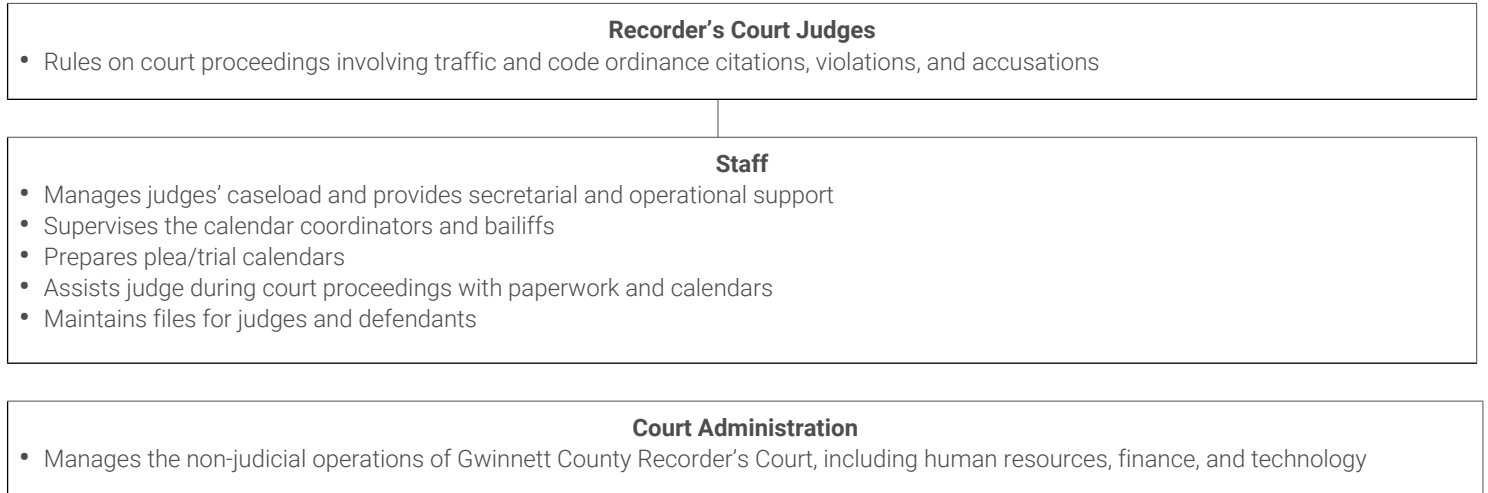 Recorder’s Court Judges
• Rules on court proceedings involving traffic and code ordinance citations, violations, and accusations
Staff
• Manages judges’ caseload and provides secretarial and operational support
• Supervises the calendar coordinators and bailiffs
• Prepares plea/trial calendars
• Assists judge during court proceedings with paperwork and calendars
• Maintains files for judges and defendants
Court Administration
• Manages the non-judicial operations of Gwinnett County Recorder’s Court, including human resources, finance, and technology